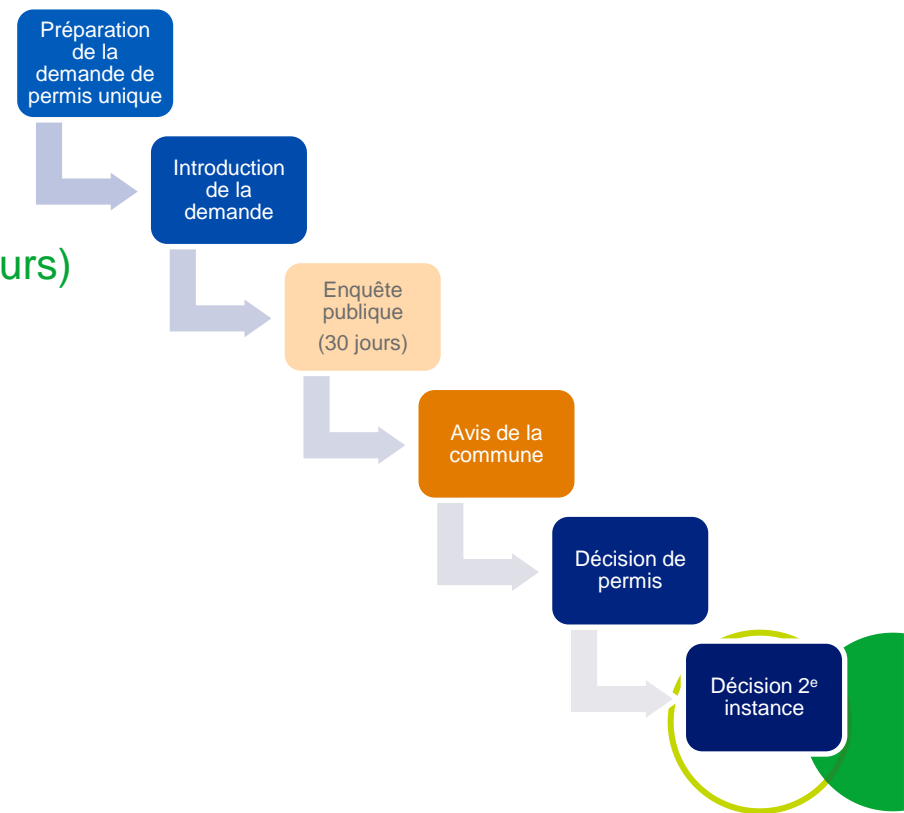 Préparation
de la
demande de
permis unique
Introduction
de la
demande
urs)
Enquête
publique
(30 jours)
Avis de la
commune
Décision de
permis
Décision 2e
instance